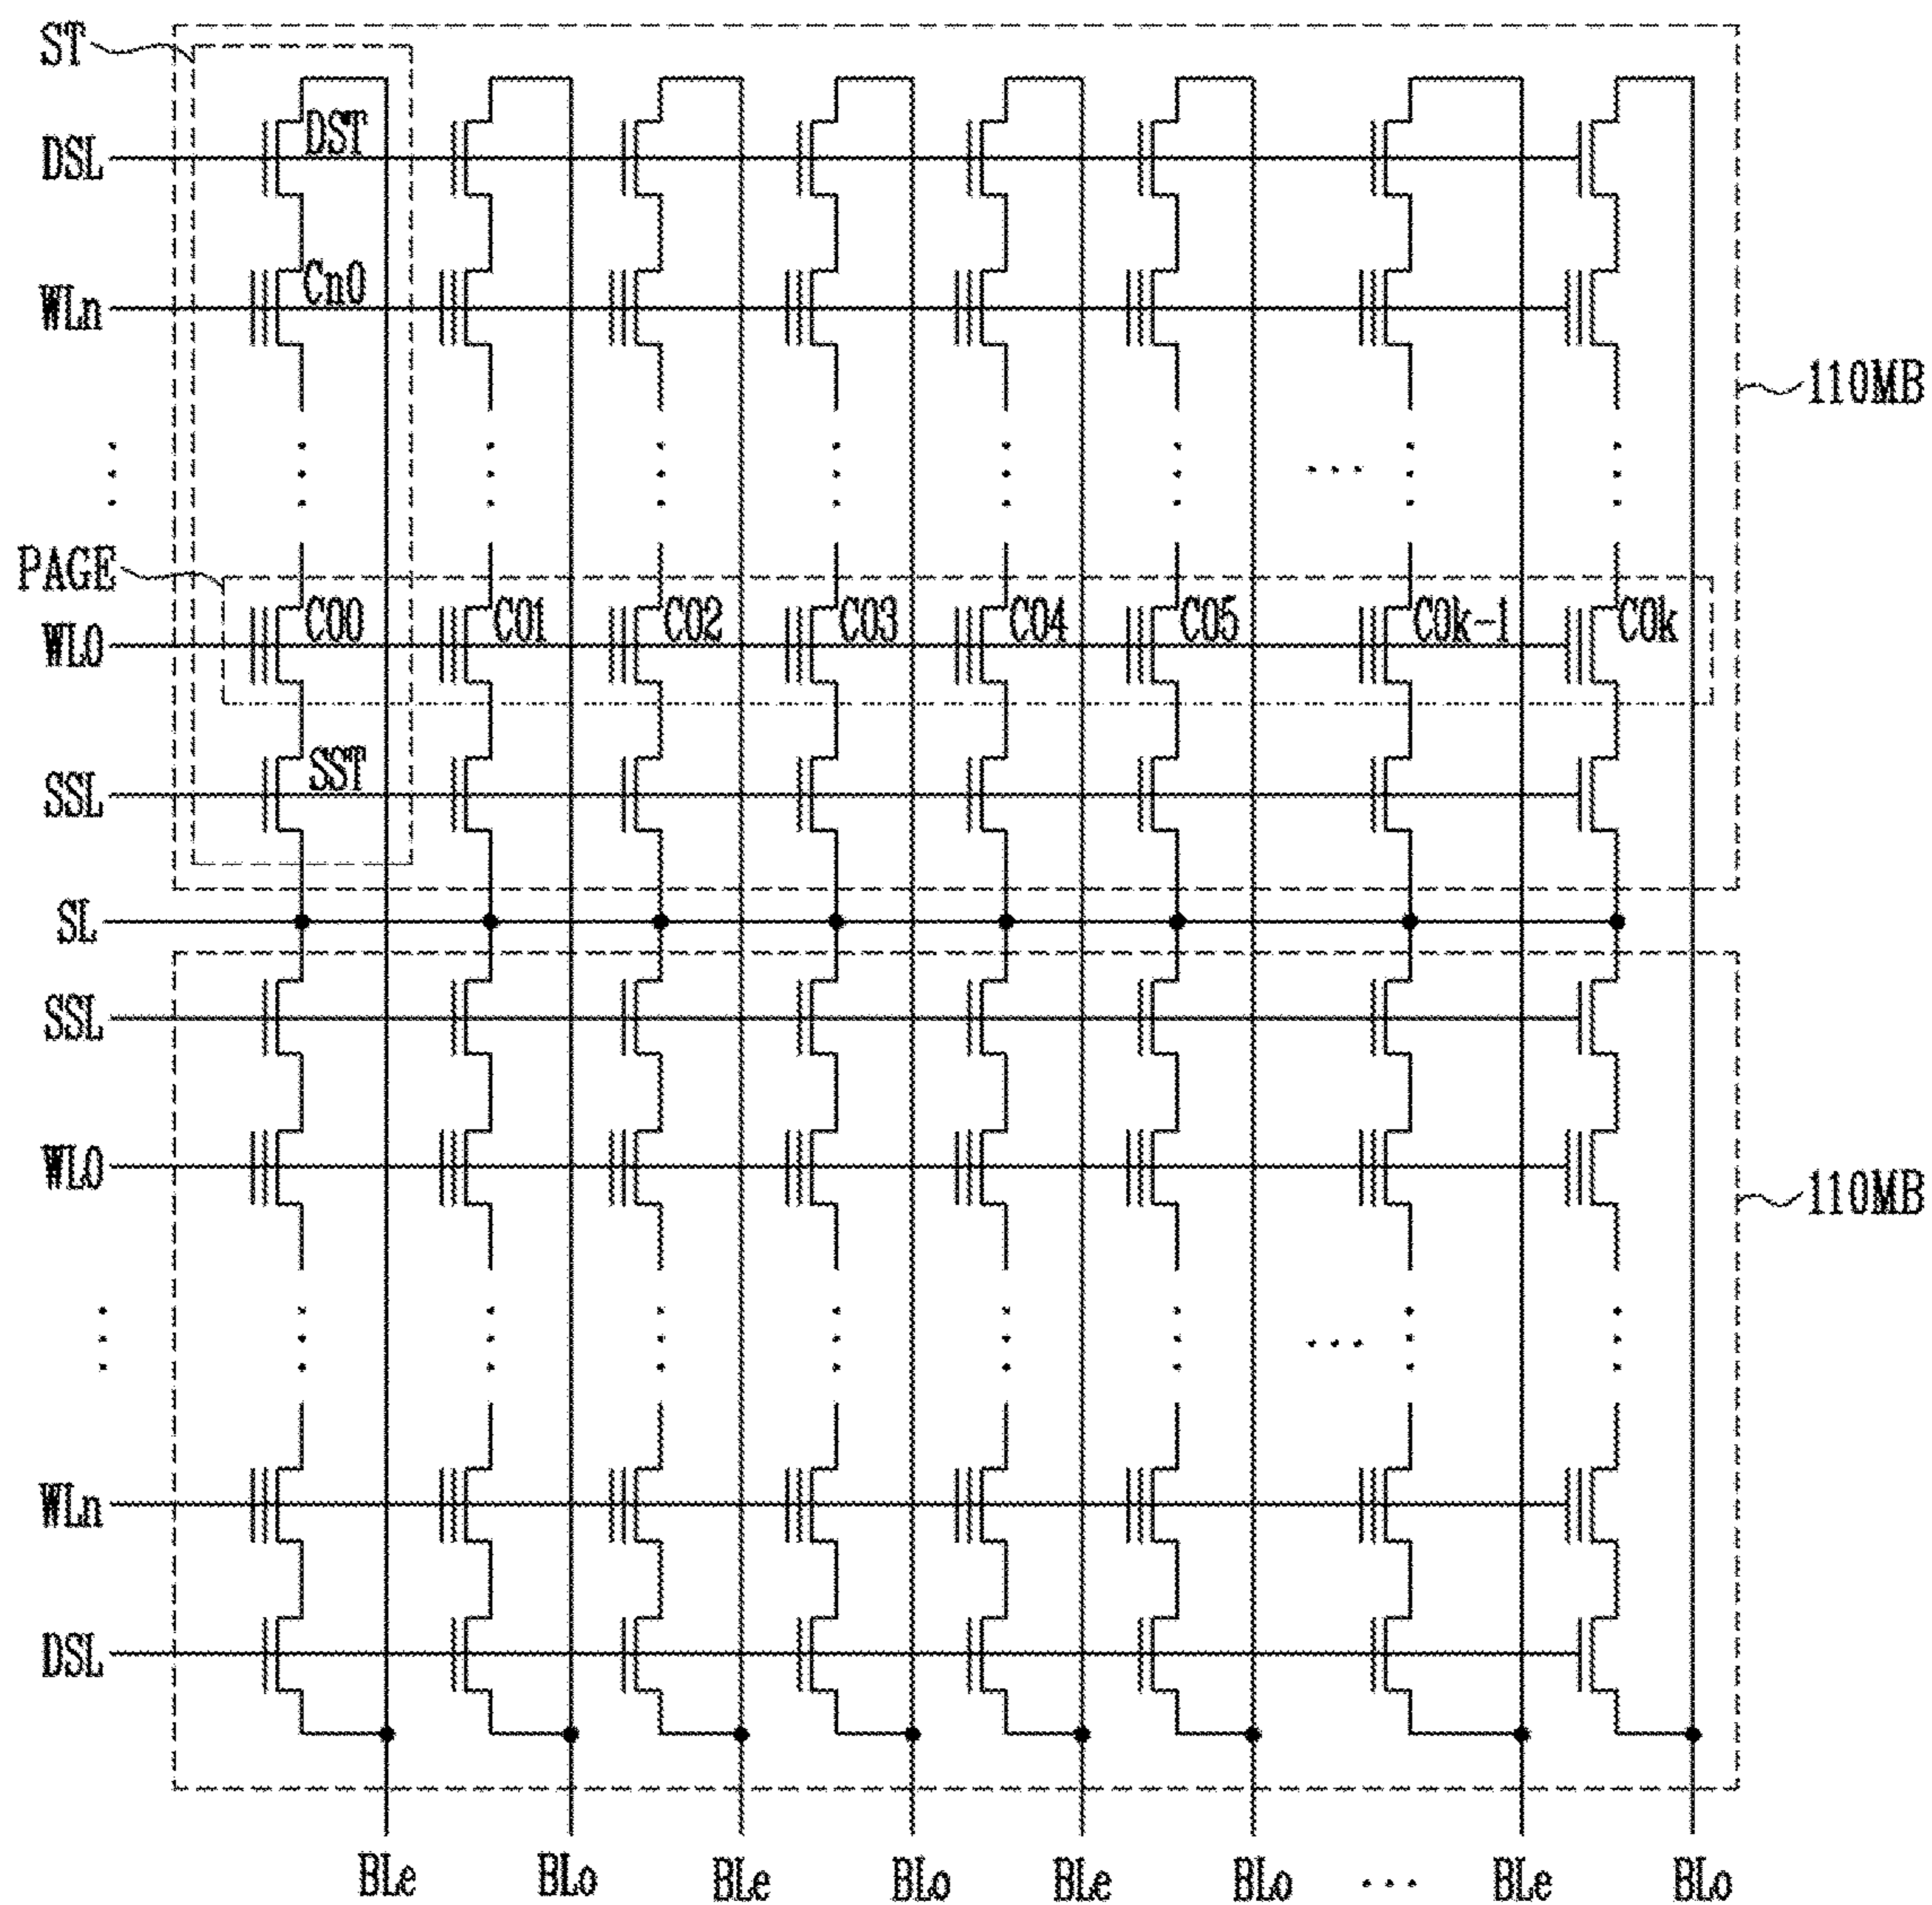 ST
DST
DSL
Cn0
WLn
110MB
PAGE
C00 C01 C02 C03 C04 C05 C0k-1 C0k
WL0
SST
SSL
SL
SSL
WL0
110MB
WLn
DSL
BLe BLo BLe BLo BLe BLo ... BLe BLo